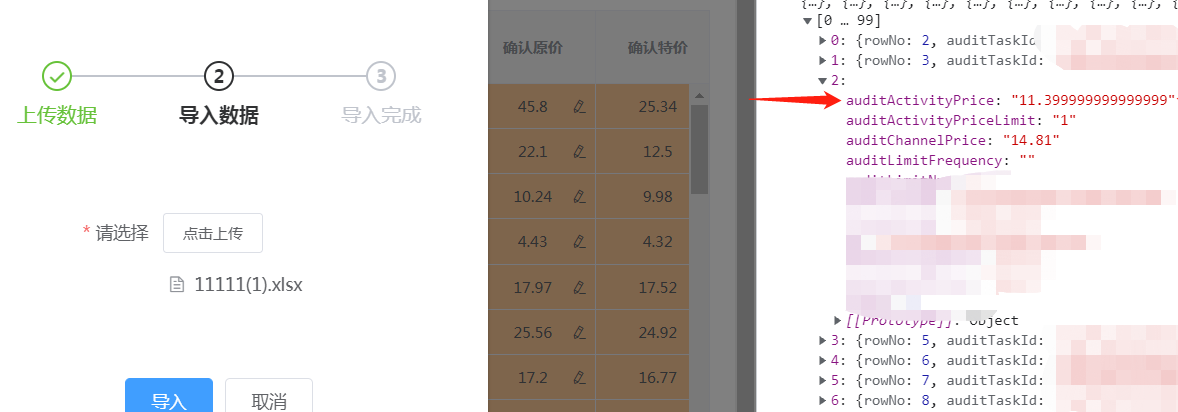 2
3
上传数据
导入数据
导入完成
* 请选择
点击上传
11111(1).xlsx
导入
取消
确认原价 确认特价
45.8 25.34
22.1 12.5
10.24 9.98
4.43 4.32
17.97 17.52
25.56 24.92
17.2 16.77
{…}, {…}, {…}, {…}, {…}, {…}, {…}, {…},
▼[0 … 99]
▶0: {rowNo: 2, auditTaskId
▶1: {rowNo: 3, auditTaskId:
▼2:
auditActivityPrice: "11.399999999999999"
auditActivityPriceLimit: "1"
auditChannelPrice: "14.81"
auditLimitFrequency: ""
▶[[Prototype]]: Object
▶3: {rowNo: 5, auditTaskId:
▶4: {rowNo: 6, auditTaskId:
▶5: {rowNo: 7, auditTaskId:
▶6: {rowNo: 8, auditTaskId: